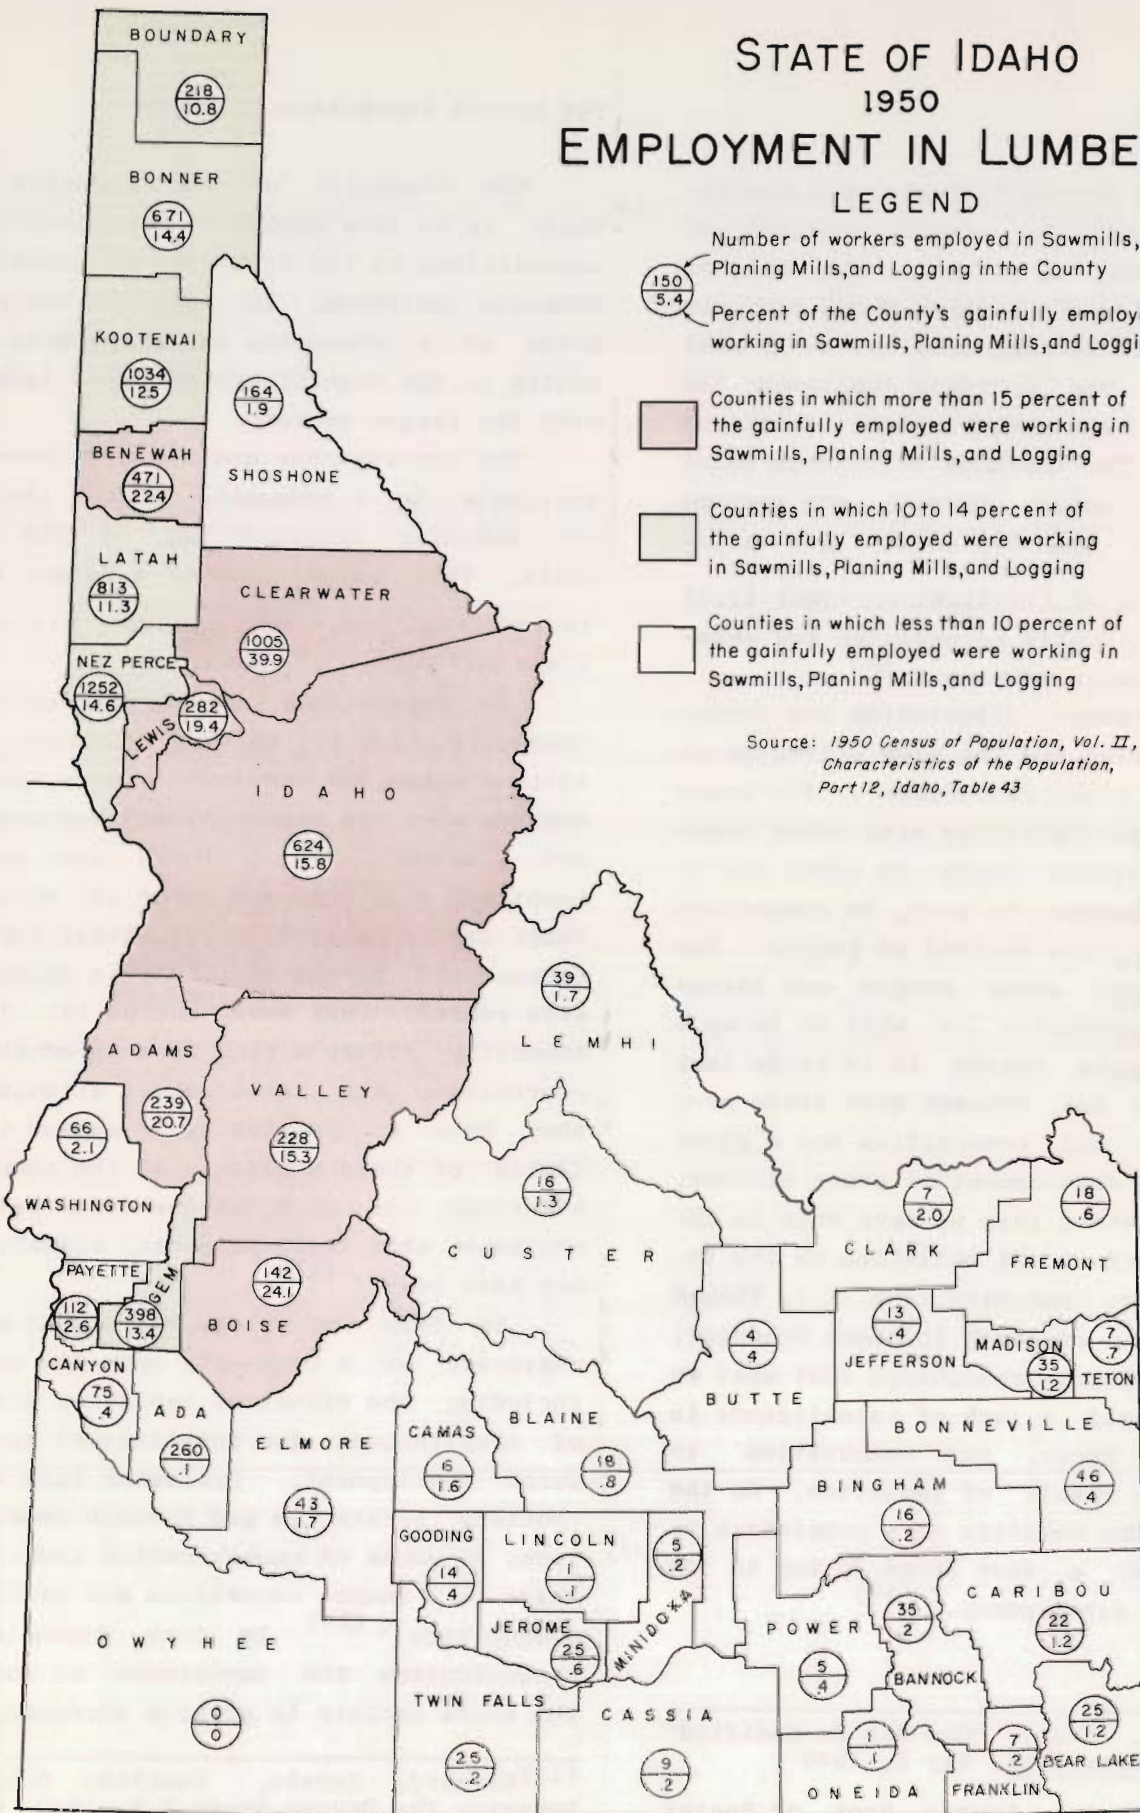 STATE OF IDAHO
1950
EMPLOYMENT IN LUMBE
LEGEND
150
5.4
Number of workers employed in Sawmills,
Planing Mills, and Logging in the County
Percent of the County's gainfully employ
working in Sawmills, Planing Mills, and Loggi
Counties in which more than 15 percent of
the gainfully employed were working in
Sawmills, Planing Mills, and Logging
Counties in which 10 to 14 percent of
the gainfully employed were working
in Sawmills, Planing Mills, and Logging
Counties in which less than 10 percent of
the gainfully employed were working in
Sawmills, Planing Mills, and Logging
Source: 1950 Census of Population, Vol. II,
Characteristics of the Population,
Part 12, Idaho, Table 43
BOUNDARY
218
10.8
BONNER
671
14.4
KOOTENAI
1034
12.5
164
1.9
SHOSHONE
BENEWAH
471
22.4
LATAH
813
11.3
CLEARWATER
1005
39.9
NEZ PERCE
1252
14.6
282
19.4
LEWIS
IDAHO
624
15.8
39
1.7
LEMHI
ADAMS
239
20.7
VALLEY
228
15.3
66
2.1
WASHINGTON
16
1.3
CUSTER
7
2.0
CLARK
18
.6
FREMONT
PAYETTE
112
2.6
GEM
398
13.4
142
24.1
BOISE
4
.4
BUTTE
13
.4
JEFFERSON
MADISON
35
1.2
7
.7
TETON
CANYON
75
.4
ADA
260
.1
ELMORE
43
1.7
CAMAS
15
1.6
BLAINE
18
.8
BONNEVILLE
46
.4
BINGHAM
16
.2
GOODING
14
.4
LINCOLN
1
.1
5
.2
MINIDOKA
JEROME
25
.6
POWER
5
.4
35
.2
BANNOCK
CARIBOU
22
1.2
OWYHEE
0
0
TWIN FALLS
25
.2
CASSIA
9
.2
1
.1
ONEIDA
7
.2
FRANKLIN
25
1.2
BEAR LAKE